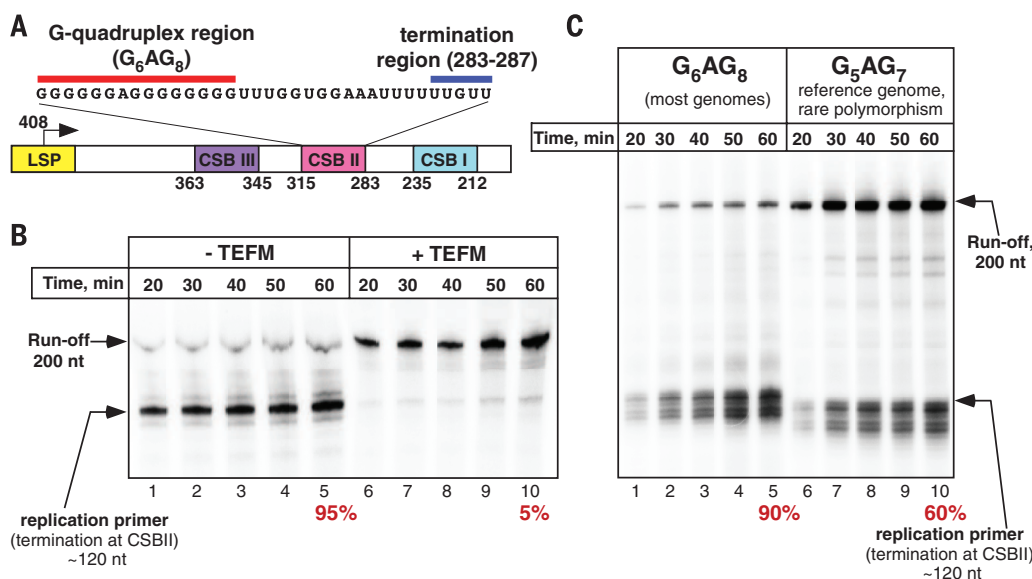 A
G-quadruplex region
(G₆AG₈)
termination
region (283-287)
GGGGGGAGGGGGGGGUUUGGUGGAAAUUUUUUGUU
408
LSP CSB III CSB II CSB I
363 345 315 283 235 212
B
- TEFM + TEFM
Time, min 20 30 40 50 60 20 30 40 50 60
Run-off
200 nt
1 2 3 4 5 6 7 8 9 10
95% 5%
replication primer
(termination at CSBII)
~120 nt
C
G₆AG₈ G₅AG₇
(most genomes) reference genome,
rare polymorphism
Time, min 20 30 40 50 60 20 30 40 50 60
Run-off,
200 nt
1 2 3 4 5 6 7 8 9 10
90% 60%
replication primer
(termination at CSBII)
~120 nt